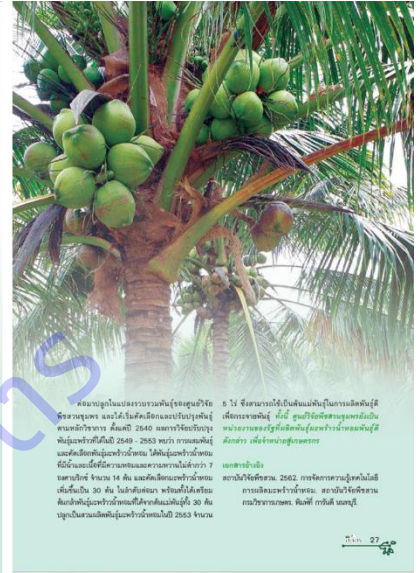 ต่อมาปลูกในแปลงรวบรวมพันธุ์ของศูนย์วิจัย
พืชสวนชุมพร และได้เริ่มคัดเลือกและปรับปรุงพันธุ์
ตามหลักวิชาการ ตั้งแต่ปี 2540 ผลการวิจัยปรับปรุง
พันธุ์มะพร้าวที่ได้ในปี 2549 - 2553 พบว่า การผสมพันธุ์
และคัดเลือกพันธุ์มะพร้าวน้ำหอม ได้พันธุ์มะพร้าวน้ำหอม
ที่มีน้ำและเนื้อที่มีความหอมและความหวานไม่ต่ำกว่า 7
องศาบริกซ์ จำนวน 14 ต้น และคัดเลือกมะพร้าวน้ำหอม
เพิ่มขึ้นเป็น 30 ต้น ในลำดับต่อมา พร้อมทั้งได้เตรียม
ต้นกล้าพันธุ์มะพร้าวน้ำหอมที่ได้จากต้นแม่พันธุ์ทั้ง 30 ต้น
ปลูกเป็นสวนผลิตพันธุ์มะพร้าวน้ำหอมในปี 2553 จำนวน
5 ไร่ ซึ่งสามารถใช้เป็นต้นแม่พันธุ์ในการผลิตพันธุ์ดี
เพื่อกระจายพันธุ์ ทั้งนี้ ศูนย์วิจัยพืชสวนชุมพรยังเป็น
หน่วยงานของรัฐที่ผลิตพันธุ์มะพร้าวน้ำหอมพันธุ์ดี
ดังกล่าว เพื่อจำหน่ายสู่เกษตรกร
เอกสารอ้างอิง
สถาบันวิจัยพืชสวน. 2562. การจัดการความรู้เทคโนโลยี
การผลิตมะพร้าวน้ำหอม. สถาบันวิจัยพืชสวน
กรมวิชาการเกษตร. พิมพ์ที่ การันตี นนทบุรี.
27